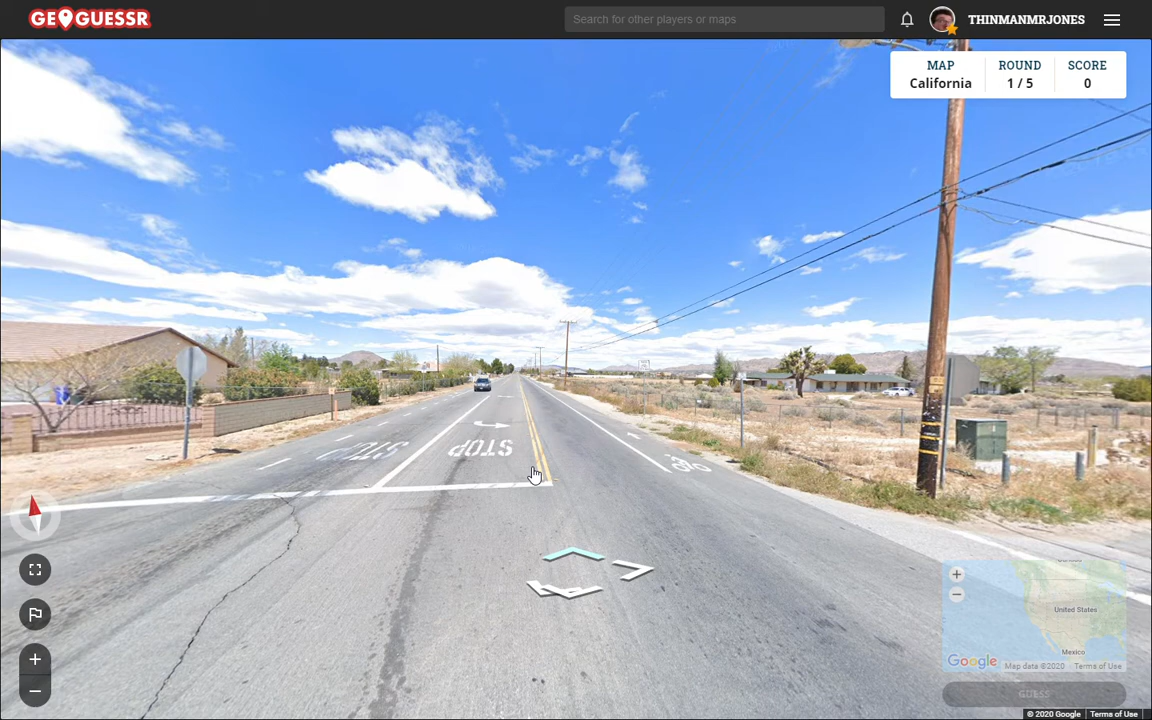 GEOGUESSR
Search for other players or maps
THINMANMRJONES
MAP
California
ROUND
1 / 5
SCORE
0
STOP
STOP
United States
Mexico
Google
Map data ©2020
Terms of Use
GUESS
© 2020 Google
Terms of Use